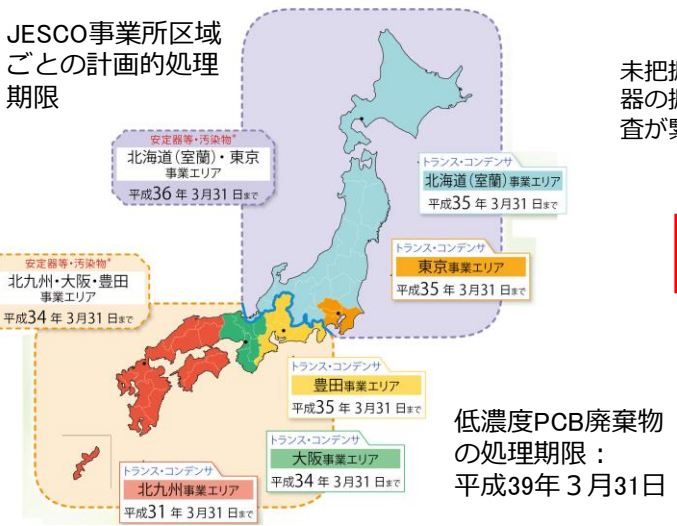 JESCO事業所区域
ごとの計画的処理
期限
未把
器の
査が
安定器等・汚染物*
北海道(室蘭)・東京
事業エリア
平成36年3月31日まで
トランス・コンデンサ
北海道(室蘭)事業エリア
平成35年3月31日まで
トランス・コンデンサ
東京事業エリア
平成35年3月31日まで
安定器等・汚染物*
北九州・大阪・豊田
事業エリア
平成34年3月31日まで
トランス・コンデンサ
豊田事業エリア
平成35年3月31日まで
トランス・コンデンサ
大阪事業エリア
平成34年3月31日まで
トランス・コンデンサ
北九州事業エリア
平成31年3月31日まで
低濃度PCB廃棄物
の処理期限：
平成39年３月31日